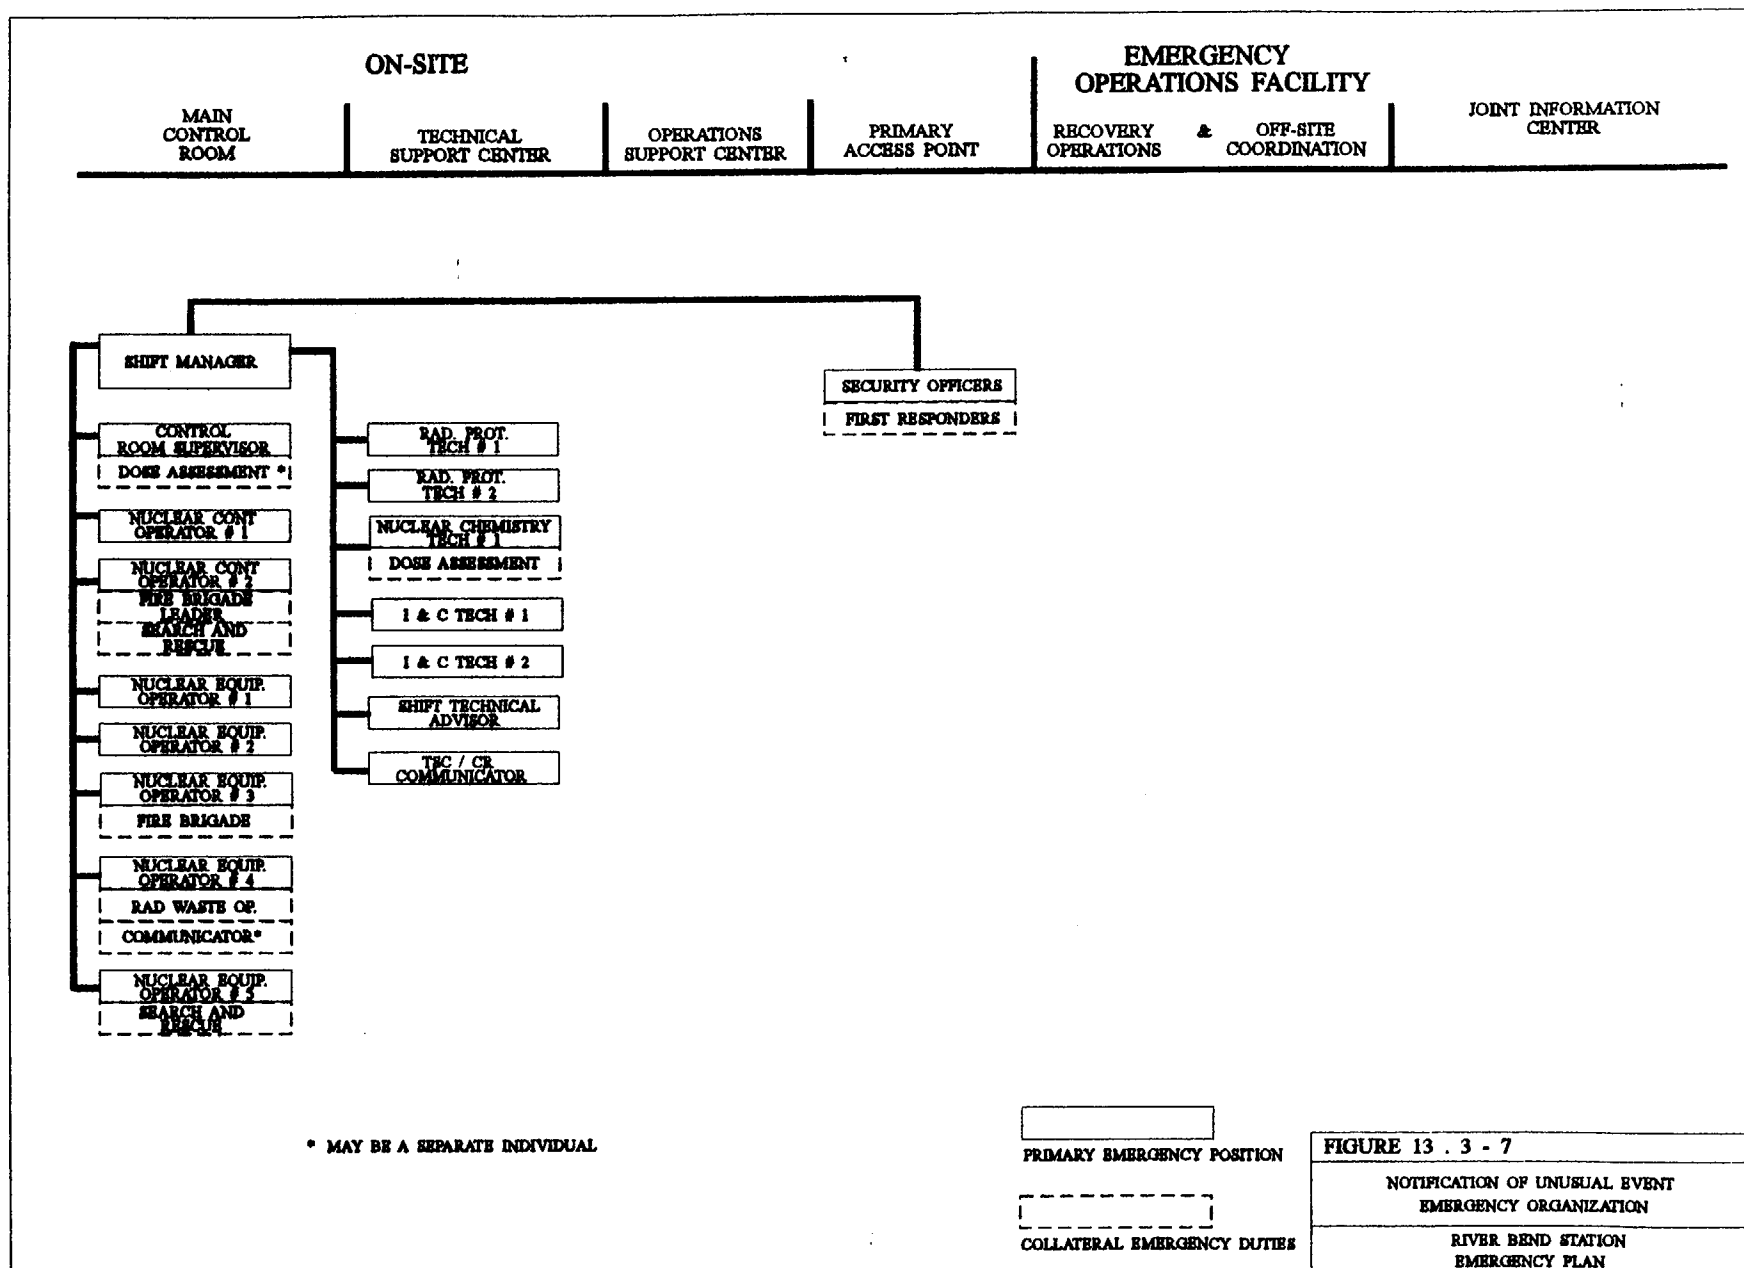 ON-SITE
EMERGENCY
OPERATIONS FACILITY
MAIN
CONTROL
ROOM
TECHNICAL
SUPPORT CENTER
OPERATIONS
SUPPORT CENTER
PRIMARY
ACCESS POINT
RECOVERY & OFF-SITE
OPERATIONS COORDINATION
JOINT INFORMATION
CENTER
SHIFT MANAGER
CONTROL
ROOM SUPERVISOR
DOSE ASSESSMENT *
NUCLEAR CONT
OPERATOR # 1
NUCLEAR CONT
OPERATOR # 2
FIRE BRIGADE
LEADER
SEARCH AND
RESCUE
NUCLEAR EQUIP.
OPERATOR # 1
NUCLEAR EQUIP.
OPERATOR # 2
NUCLEAR EQUIP.
OPERATOR # 3
FIRE BRIGADE
NUCLEAR EQUIP.
OPERATOR # 4
RAD WASTE OP.
COMMUNICATOR*
NUCLEAR EQUIP.
OPERATOR # 5
SEARCH AND
RESCUE
RAD. PROT.
TECH # 1
RAD. PROT.
TECH # 2
NUCLEAR CHEMISTRY
TECH # 1
DOSE ASSESSMENT
I & C TECH # 1
I & C TECH # 2
SHIFT TECHNICAL
ADVISOR
TSC / CR
COMMUNICATOR
SECURITY OFFICERS
FIRST RESPONDERS
* MAY BE A SEPARATE INDIVIDUAL
PRIMARY EMERGENCY POSITION
COLLATERAL EMERGENCY DUTIES
FIGURE 13 . 3 - 7
NOTIFICATION OF UNUSUAL EVENT
EMERGENCY ORGANIZATION
RIVER BEND STATION
EMERGENCY PLAN